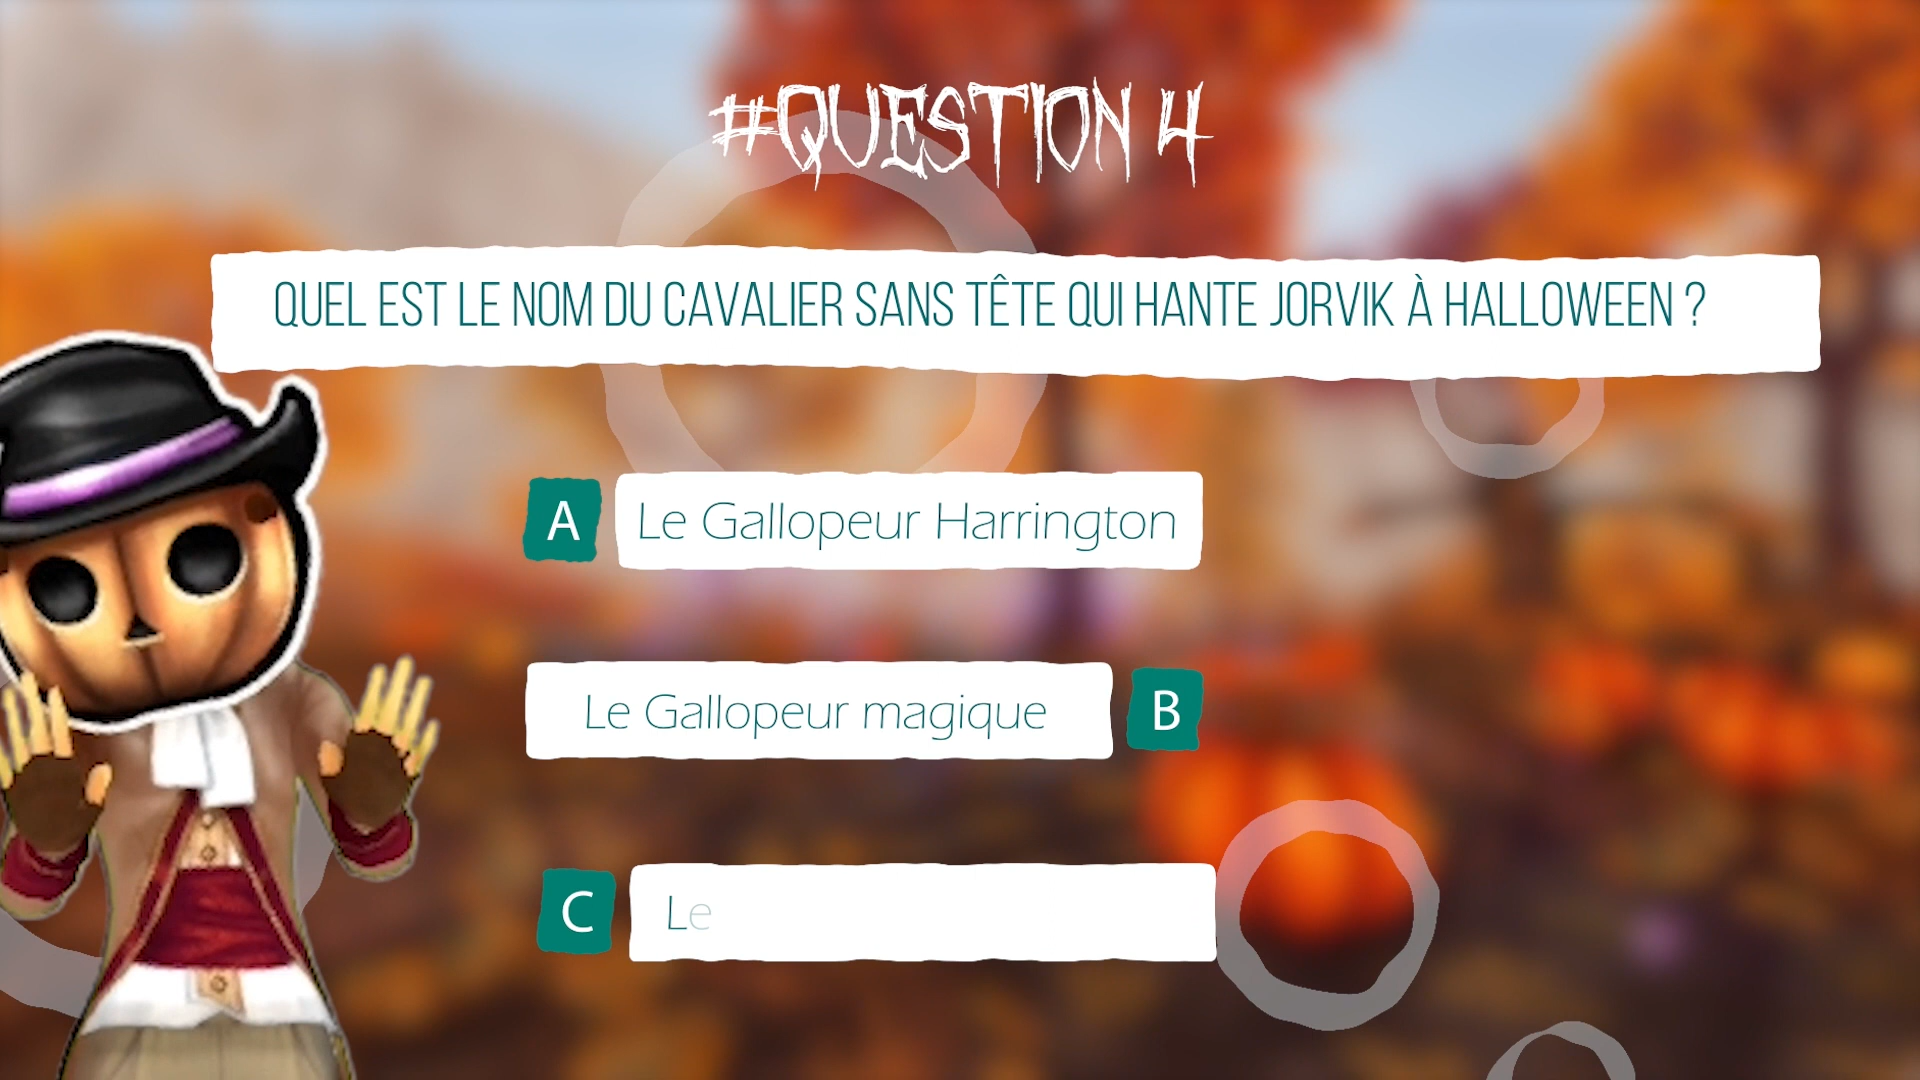 #QUESTION 4
QUEL EST LE NOM DU CAVALIER SANS TÊTE QUI HANTE JORVIK À HALLOWEEN ?
A Le Gallopeur Harrington
Le Gallopeur magique B
C Le